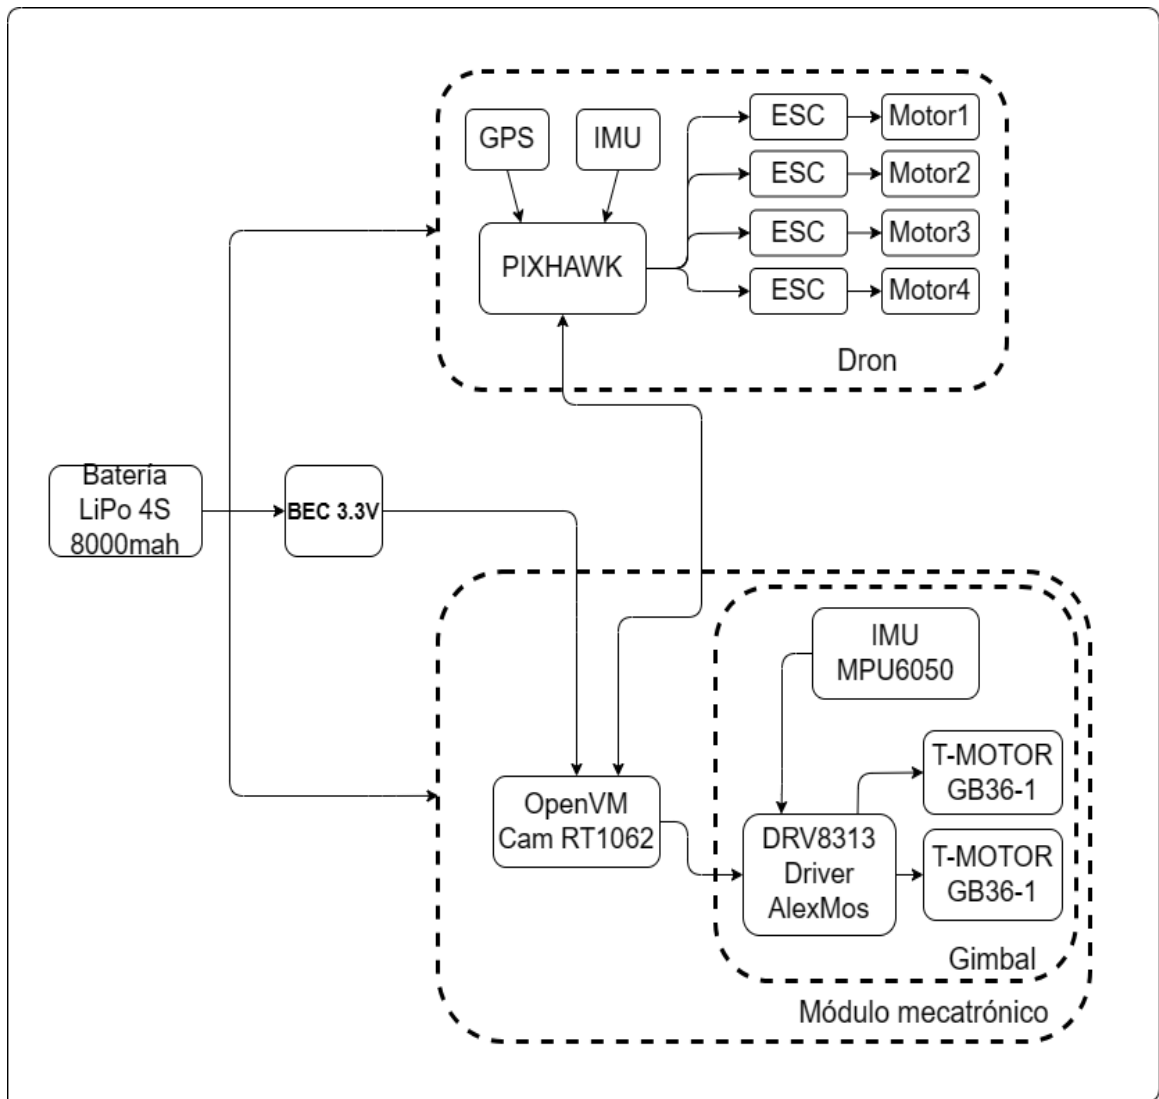 GPS
IMU
ESC
Motor1
ESC
Motor2
PIXHAWK
ESC
Motor3
ESC
Motor4
Dron
Batería
LiPo 4S
8000mah
BEC 3.3V
IMU
MPU6050
T-MOTOR
GB36-1
OpenVM
Cam RT1062
DRV8313
Driver
AlexMos
T-MOTOR
GB36-1
Gimbal
Módulo mecatrónico